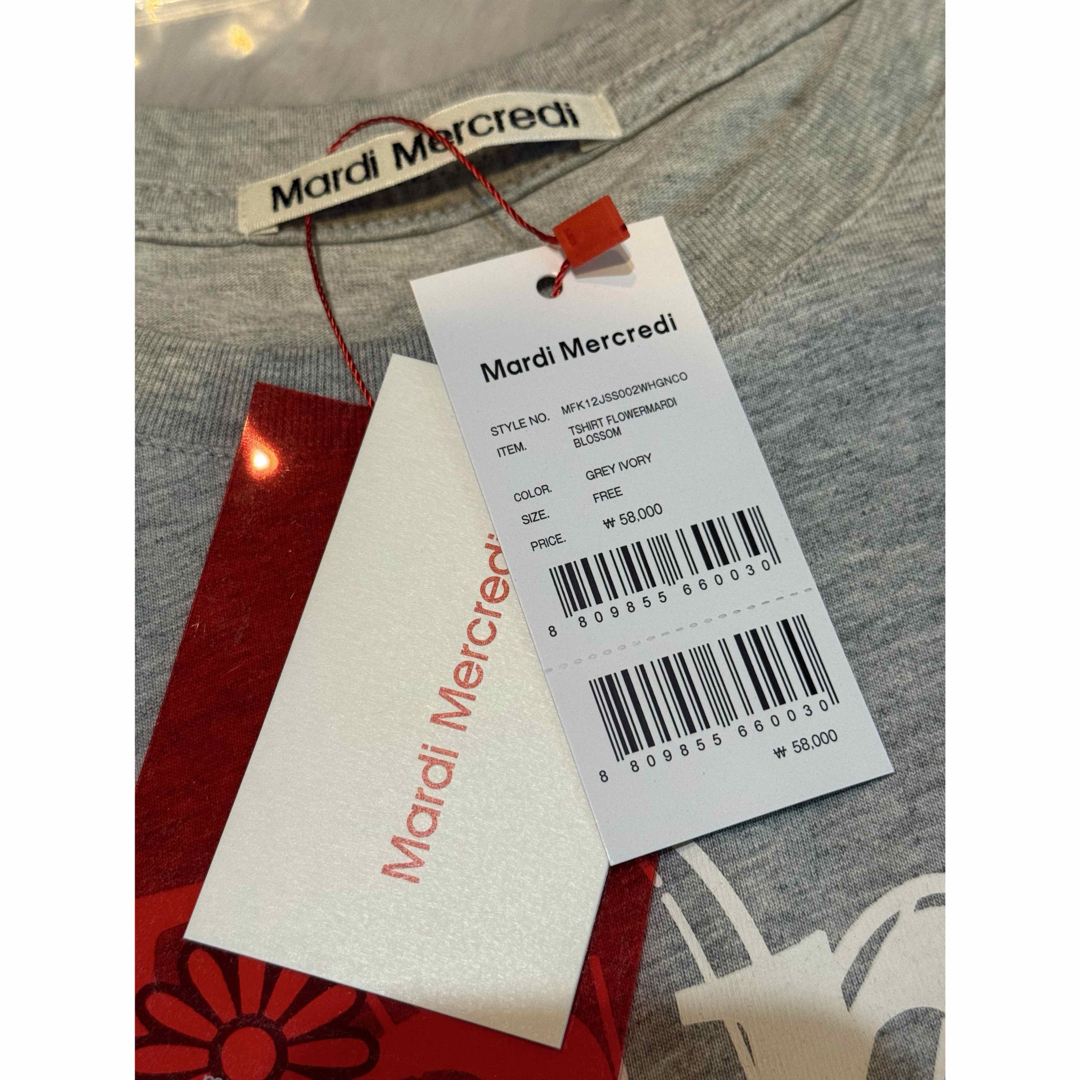 Mardi Mercredi
Mardi Mercredi
STYLE NO. MFK12JSS002WHGNCO
ITEM. TSHIRT FLOWERMARDI
BLOSSOM
COLOR. GREY IVORY
SIZE. FREE
PRICE. ₩ 58,000
8 809855 660030
8 809855 660030
₩ 58,000
Mardi Mercredi